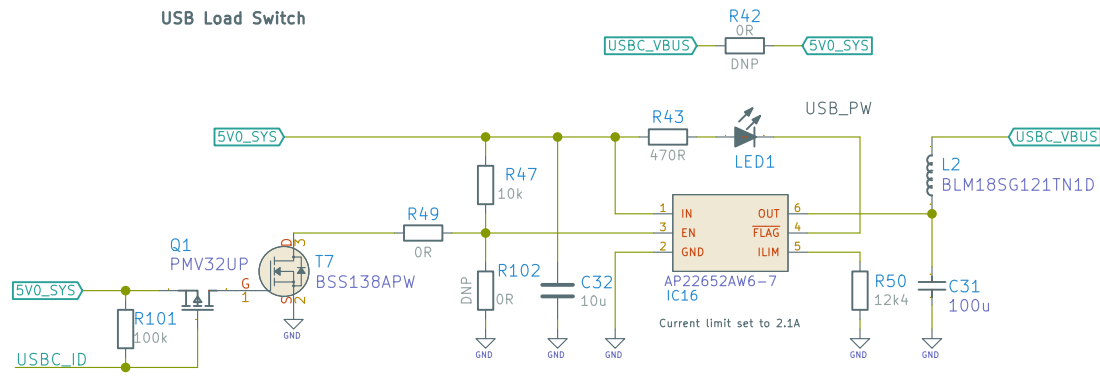 USB Load Switch
R42
0R
USBC_VBUS
5V0_SYS
DNP
USB_PW
5V0_SYS
R43
470R
LED1
USBC_VBUS
R47
10k
L2
BLM18SG121TN1D
R49
0R
1 IN
3 EN
2 GND
OUT 6
FLAG 4
ILIM 5
AP22652AW6-7
IC16
Q1
PMV32UP
D
3
G
1
S
2
T7
BSS138APW
5V0_SYS
R101
100k
USBC_ID
GND
DNP
R102
0R
GND
C32
10u
GND
GND
R50
12k4
GND
C31
100u
GND
Current limit set to 2.1A